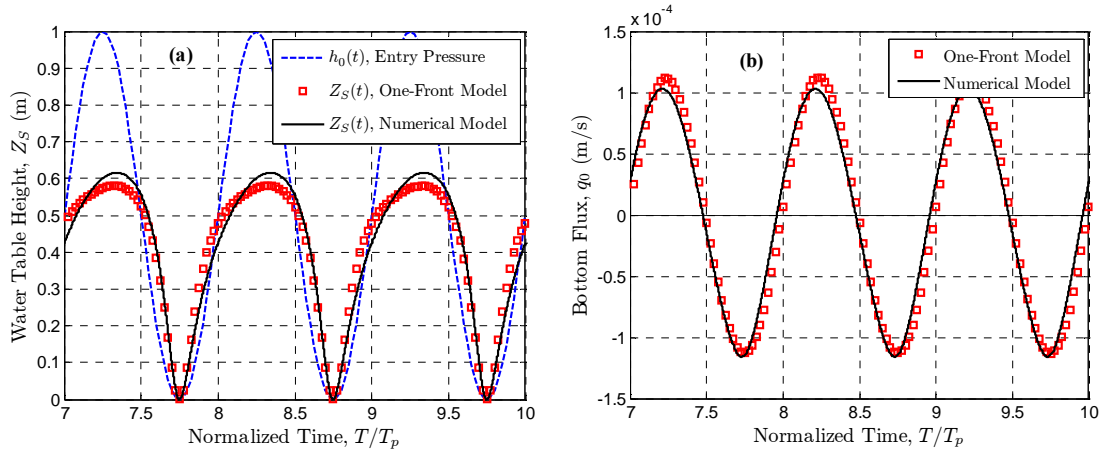 (a)
h₀(t), Entry Pressure
Z_S(t), One-Front Model
Z_S(t), Numerical Model
Water Table Height, Z_S (m)
1
0.9
0.8
0.7
0.6
0.5
0.4
0.3
0.2
0.1
0
7 7.5 8 8.5 9 9.5 10
Normalized Time, T/T_p
x 10⁻⁴
(b)
One-Front Model
Numerical Model
Bottom Flux, q₀ (m/s)
1.5
1
0.5
0
-0.5
-1
-1.5
7 7.5 8 8.5 9 9.5 10
Normalized Time, T/T_p